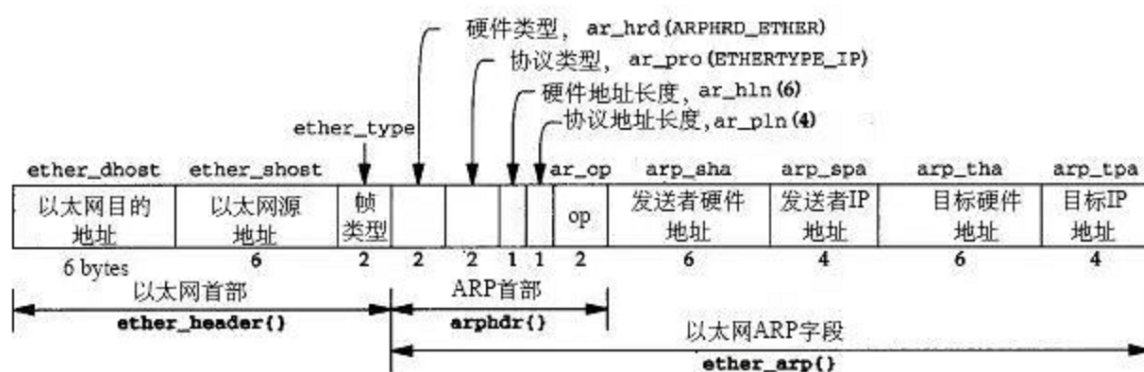 硬件类型, ar_hrd(ARPHRD_ETHER)
协议类型, ar_pro(ETHERTYPE_IP)
硬件地址长度, ar_hln(6)
协议地址长度,ar_pln(4)
ether_type
ether_dhost ether_shost ar_op arp_sha arp_spa arp_tha arp_tpa
以太网目的 以太网源 帧 发送者硬件 发送者IP 目标硬件 目标IP
地址 地址 类型 op 地址 地址 地址 地址
6 bytes 6 2 2 2 1 1 2 6 4 6 4
以太网首部 ARP首部
ether_header{} arphdr{}
以太网ARP字段
ether_arp{}